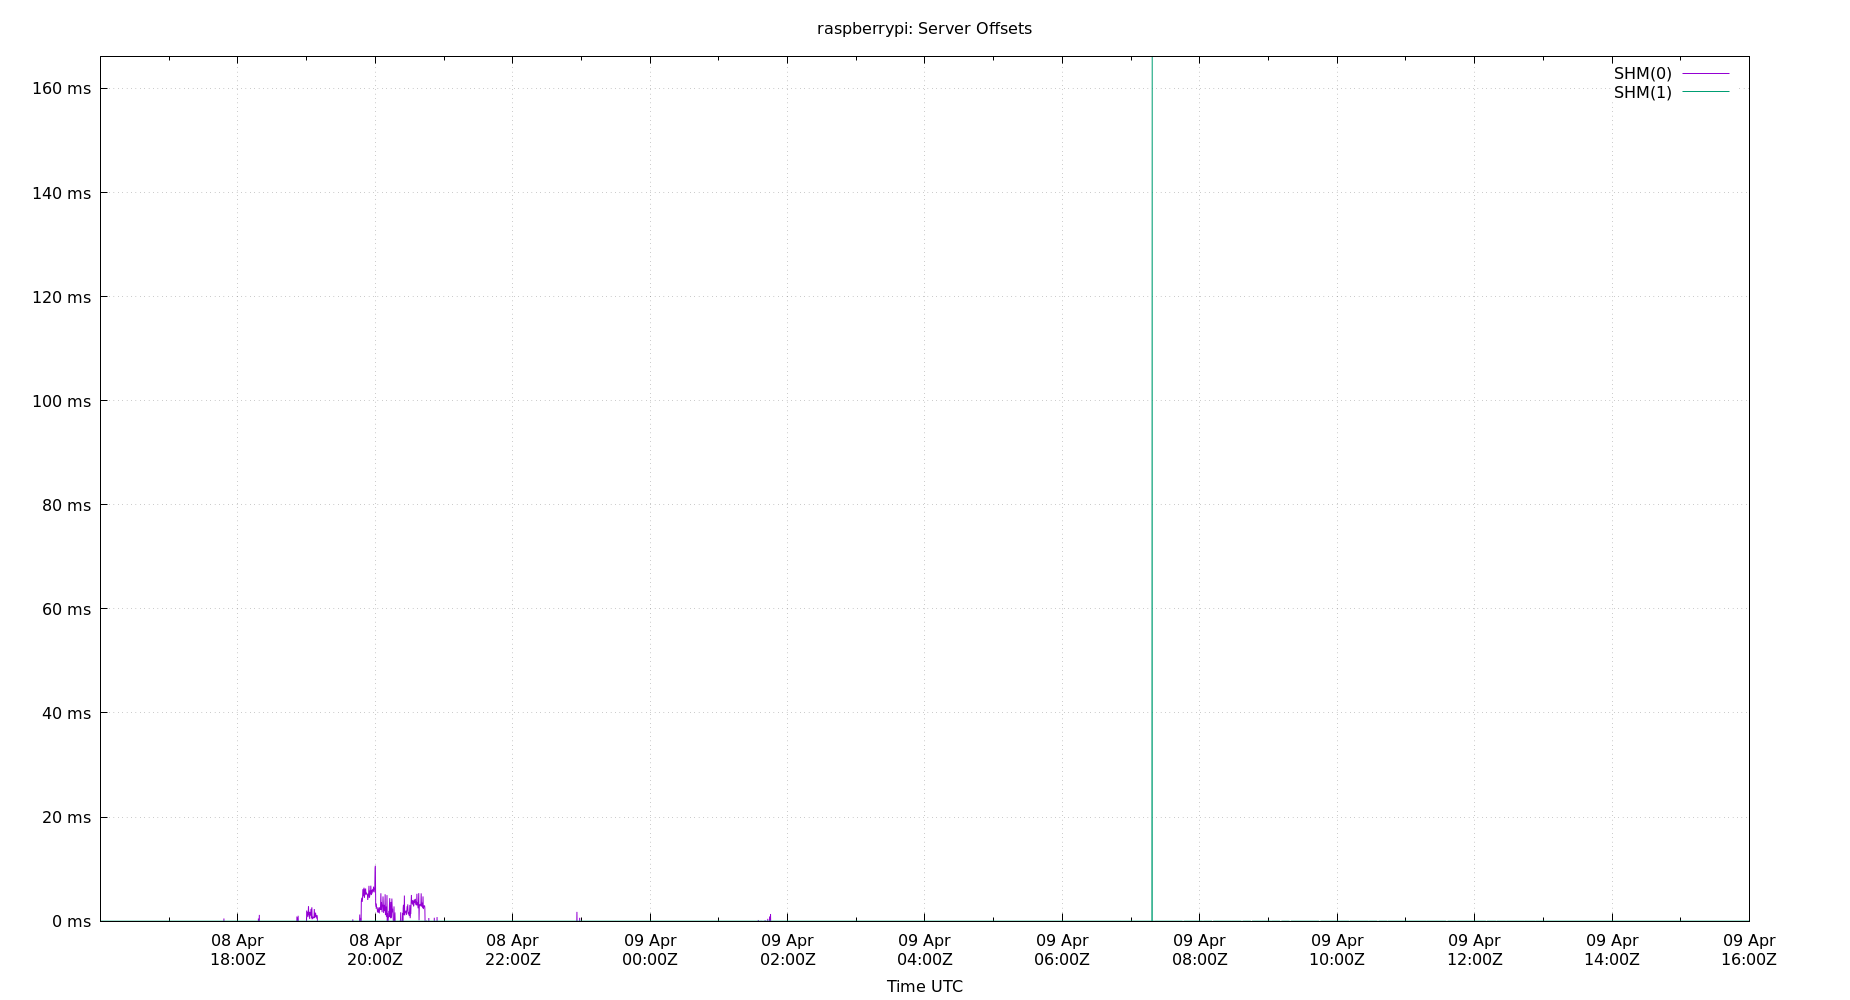 raspberrypi: Server Offsets
SHM(0)
SHM(1)
160 ms
140 ms
120 ms
100 ms
80 ms
60 ms
40 ms
20 ms
0 ms
08 Apr 08 Apr 08 Apr 09 Apr 09 Apr 09 Apr 09 Apr 09 Apr 09 Apr 09 Apr 09 Apr 09 Apr
18:00Z 20:00Z 22:00Z 00:00Z 02:00Z 04:00Z 06:00Z 08:00Z 10:00Z 12:00Z 14:00Z 16:00Z
Time UTC